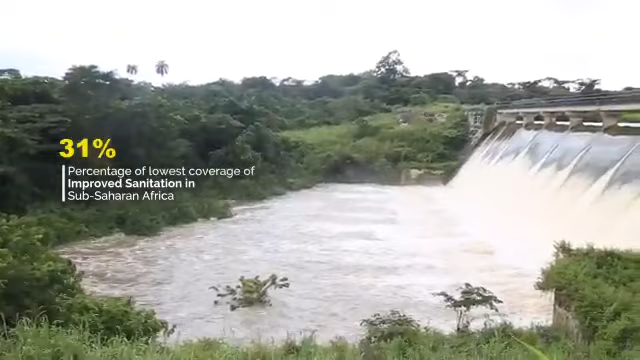 31%
Percentage of lowest coverage of
Improved Sanitation in
Sub-Saharan Africa